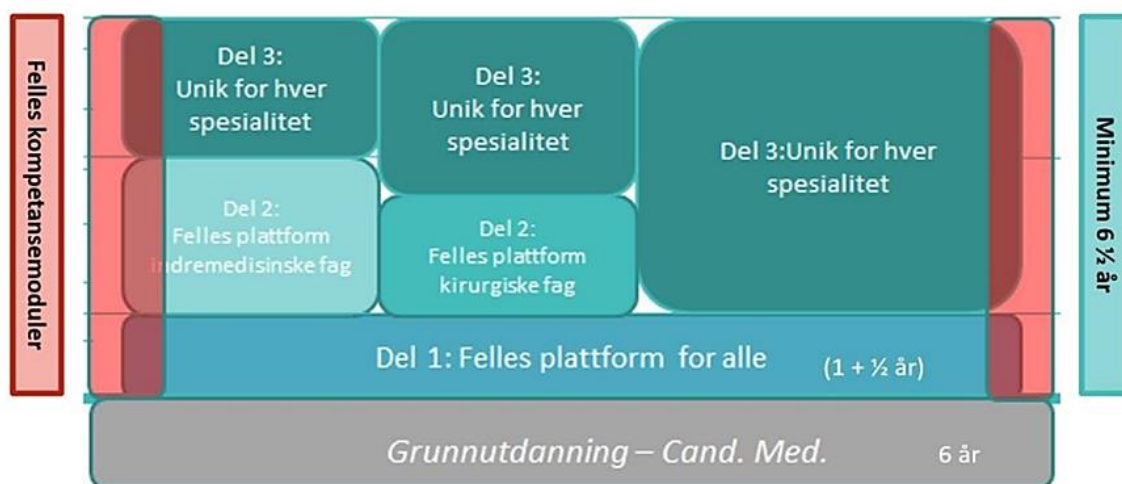 Felles kompetansemoduler
Del 3:
Unik for hver
spesialitet
Del 3:
Unik for hver
spesialitet
Del 3:Unik for hver
spesialitet
Del 2:
Felles plattform
indremedisinske fag
Del 2:
Felles plattform
kirurgiske fag
Del 1: Felles plattform for alle (1 + ½ år)
Grunnutdanning – Cand. Med. 6 år
Minimum 6 ½ år